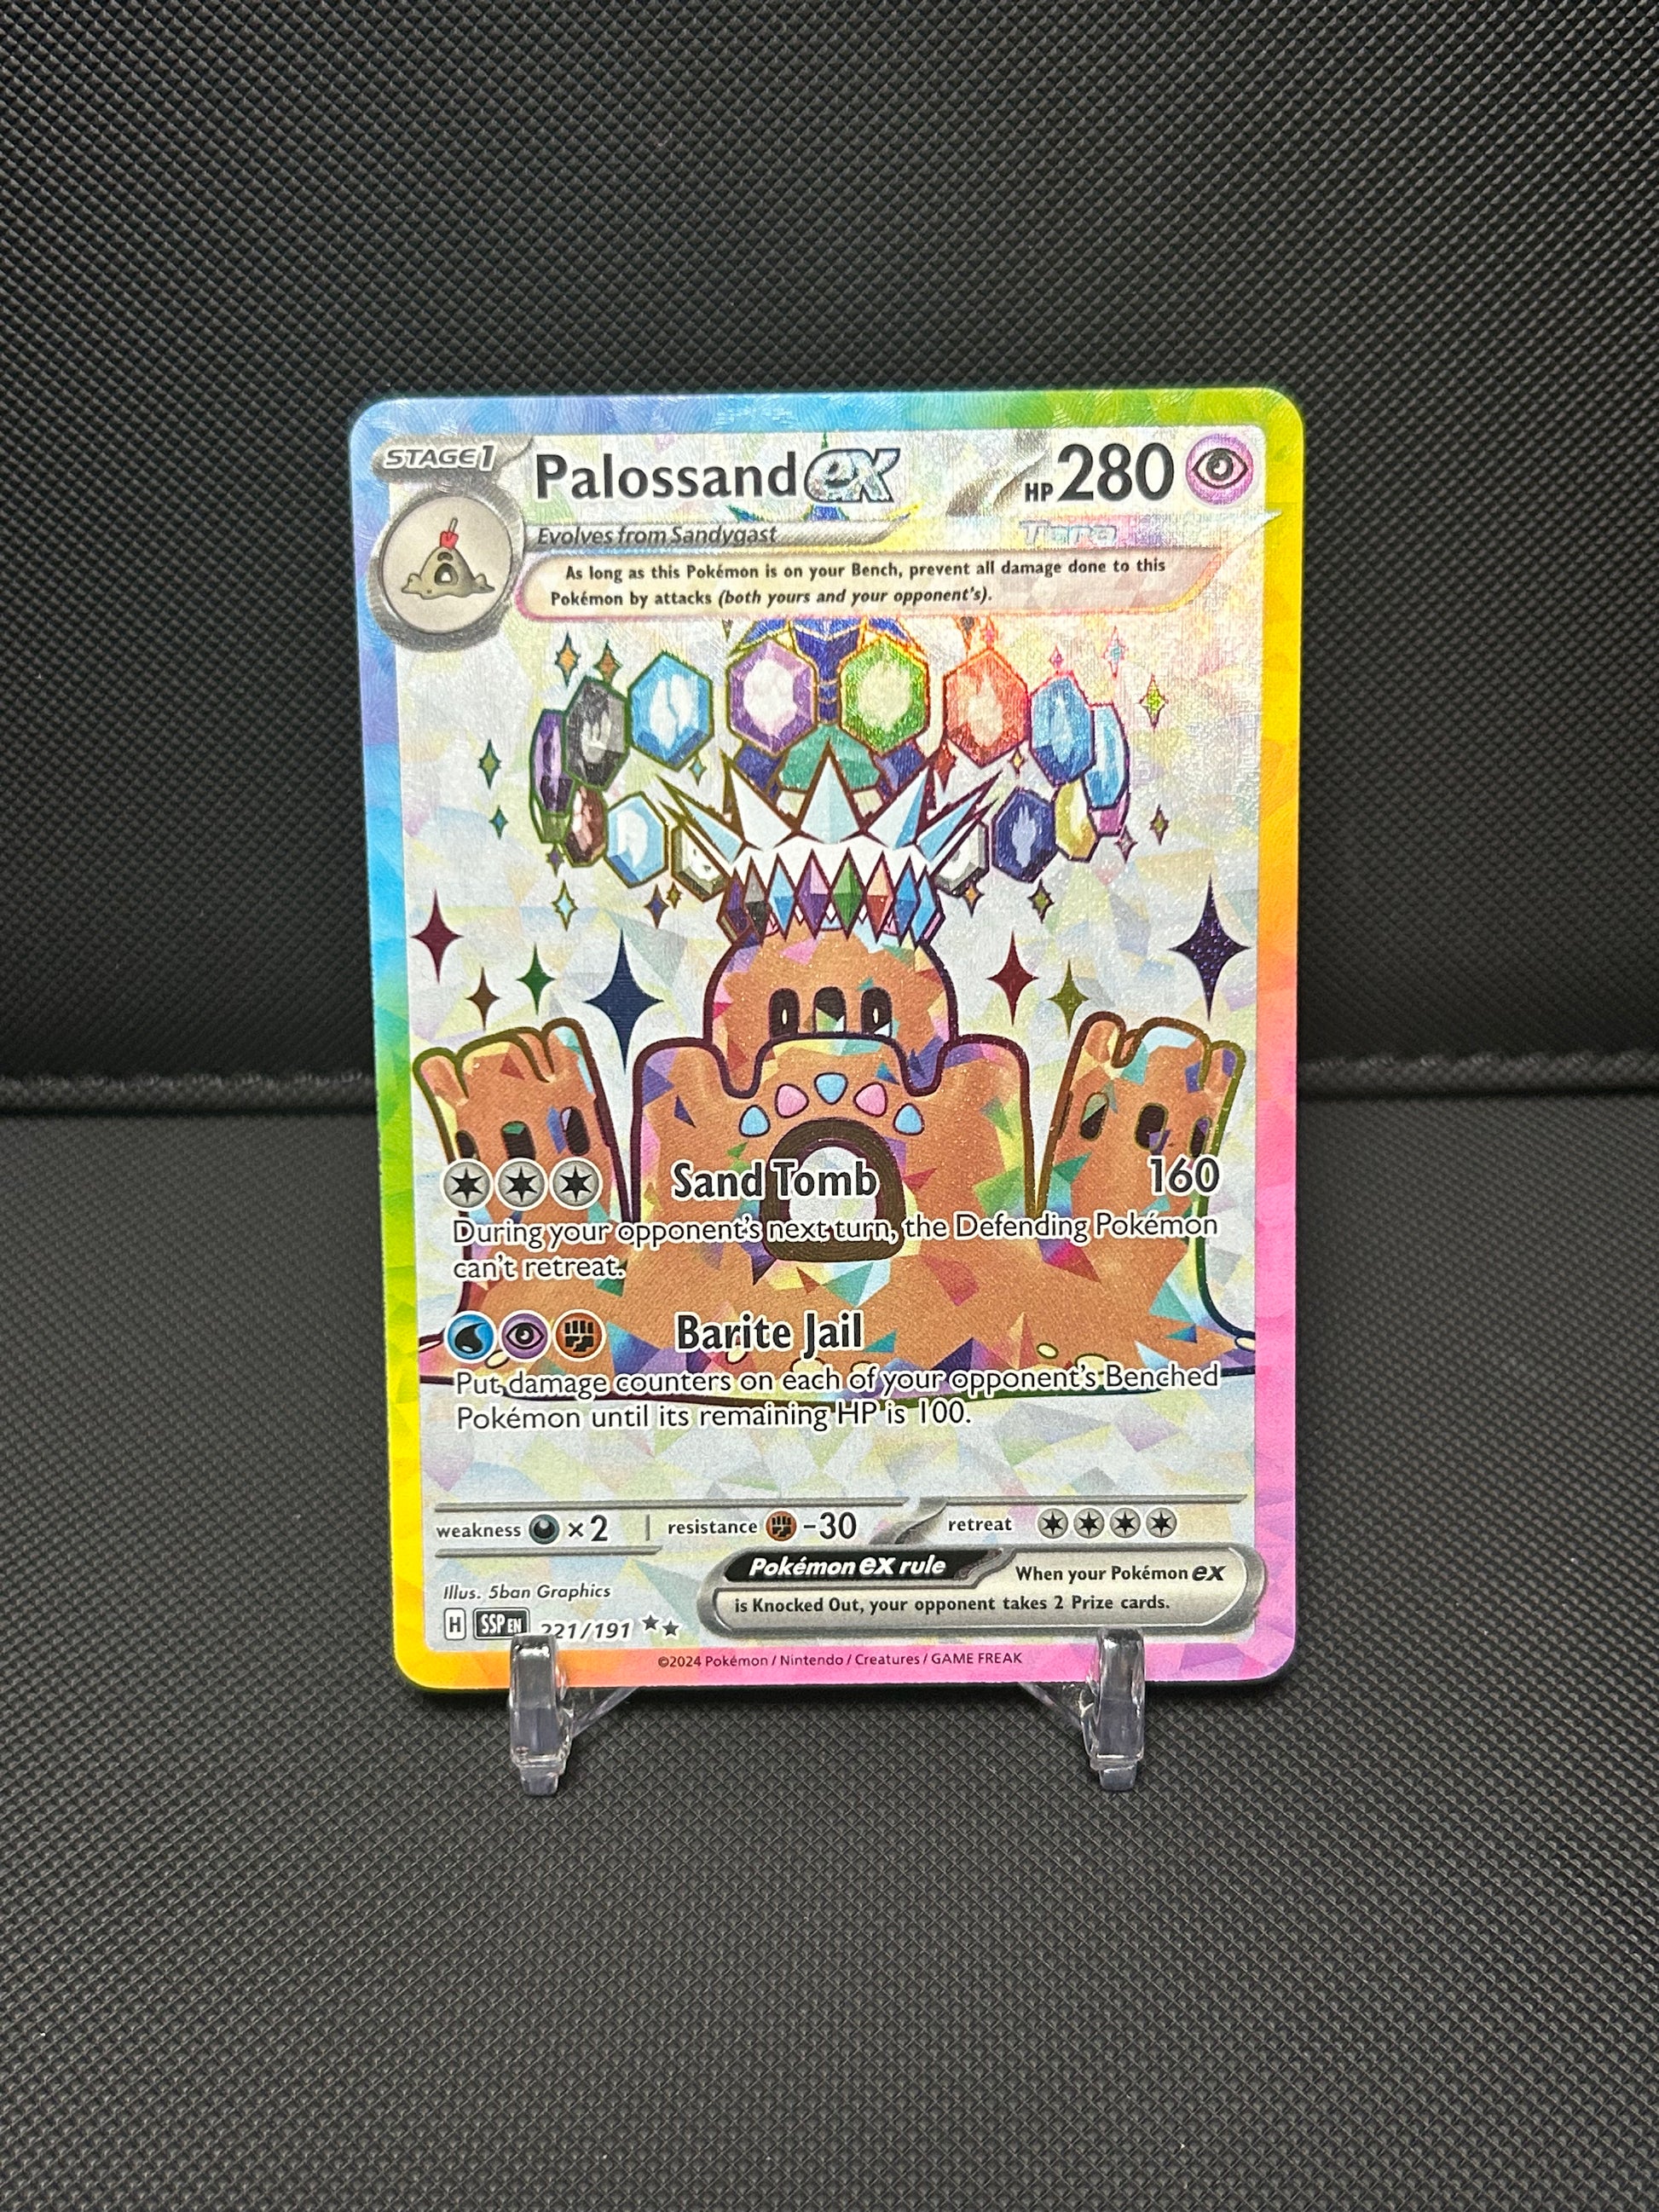 STAGE1 Palossand ex HP 280
Evolves from Sandygast Tera
As long as this Pokémon is on your Bench, prevent all damage done to this
Pokémon by attacks (both yours and your opponent's).
Sand Tomb 160
During your opponent's next turn, the Defending Pokémon
can't retreat.
Barite Jail
Put damage counters on each of your opponent's Benched
Pokémon until its remaining HP is 100.
weakness ×2 resistance -30 retreat
Pokémon ex rule When your Pokémon ex
is Knocked Out, your opponent takes 2 Prize cards.
Illus. 5ban Graphics
H SSP EN 221/191
©2024 Pokémon / Nintendo / Creatures / GAME FREAK